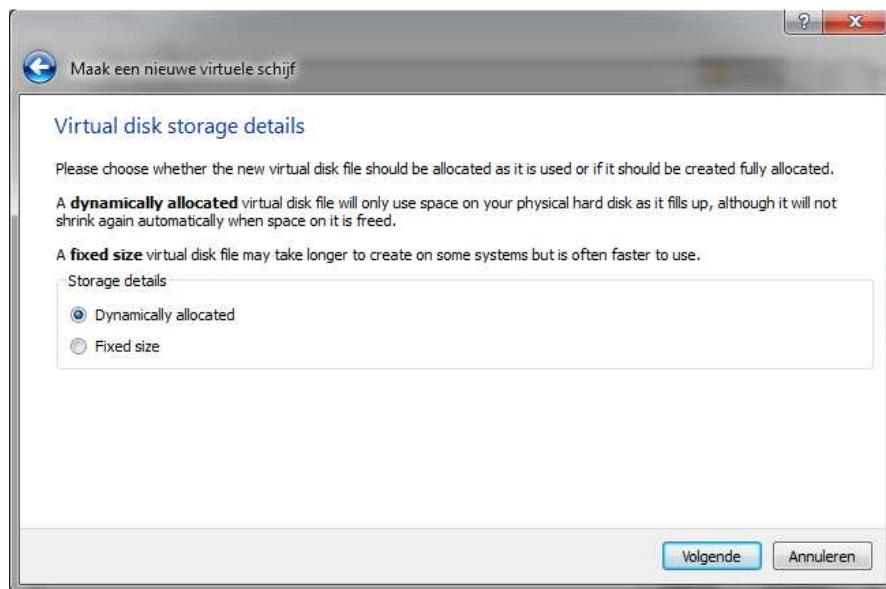 Maak een nieuwe virtuele schijf
Virtual disk storage details
Please choose whether the new virtual disk file should be allocated as it is used or if it should be created fully allocated.
A dynamically allocated virtual disk file will only use space on your physical hard disk as it fills up, although it will not
shrink again automatically when space on it is freed.
A fixed size virtual disk file may take longer to create on some systems but is often faster to use.
Storage details
Dynamically allocated
Fixed size
Volgende
Annuleren